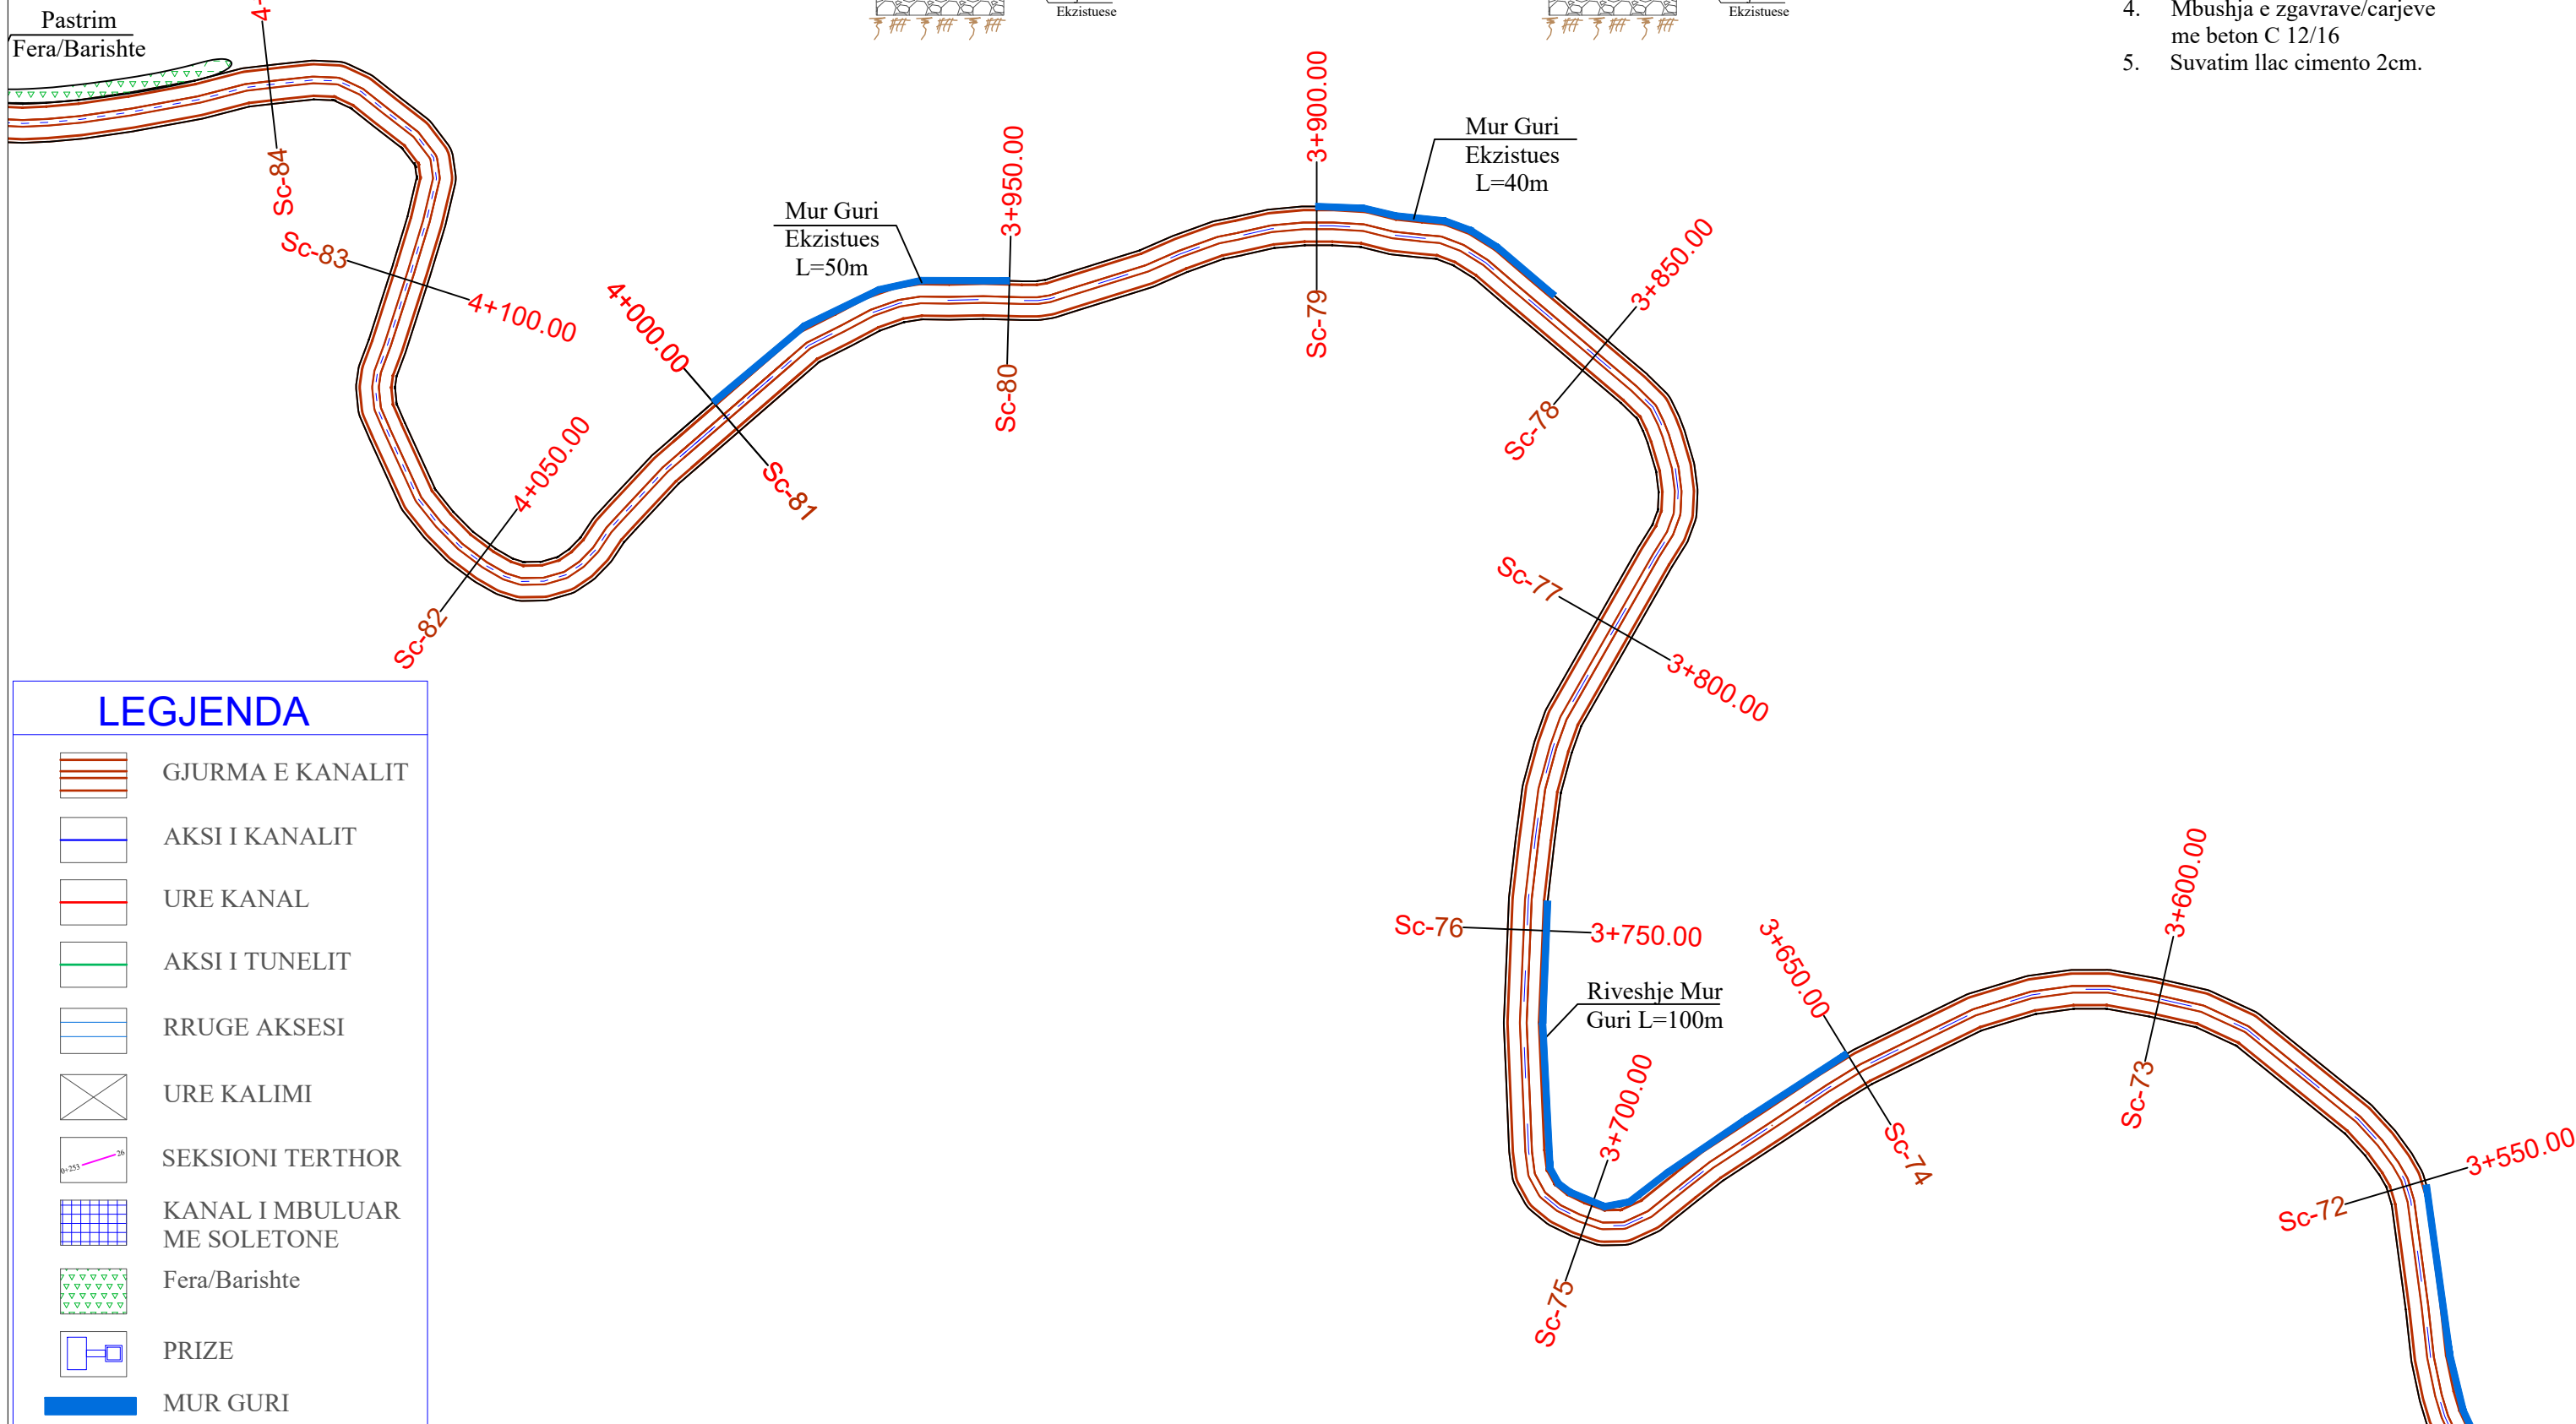 Pastrim
Fera/Barishte
Ekzistuese
Ekzistuese
4. Mbushja e zgavrave/carjeve
me beton C 12/16
5. Suvatim llac cimento 2cm.
Sc-84
Sc-83
4+100.00
Mur Guri
Ekzistues
L=50m
3+950.00
Sc-80
3+900.00
Sc-79
Mur Guri
Ekzistues
L=40m
3+850.00
Sc-78
4+000.00
Sc-81
4+050.00
Sc-82
Sc-77
3+800.00
Sc-76
3+750.00
Riveshje Mur
Guri L=100m
3+700.00
Sc-75
3+650.00
Sc-74
3+600.00
Sc-73
3+550.00
Sc-72
LEGJENDA
GJURMA E KANALIT
AKSI I KANALIT
URE KANAL
AKSI I TUNELIT
RRUGE AKSESI
URE KALIMI
0+253 26
SEKSIONI TERTHOR
KANAL I MBULUAR
ME SOLETONE
Fera/Barishte
PRIZE
MUR GURI